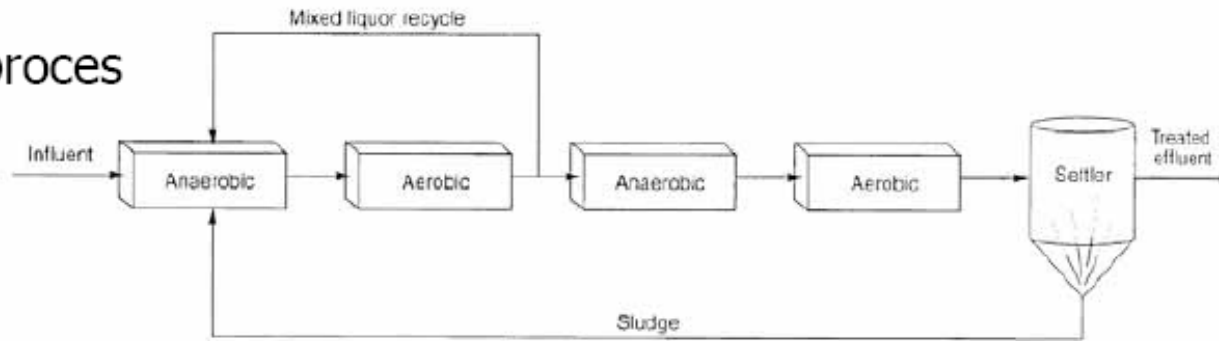 Mixed liquor recycle
proces
Influent
Anaerobic
Aerobic
Anaerobic
Aerobic
Settler
Treated
effluent
Sludge